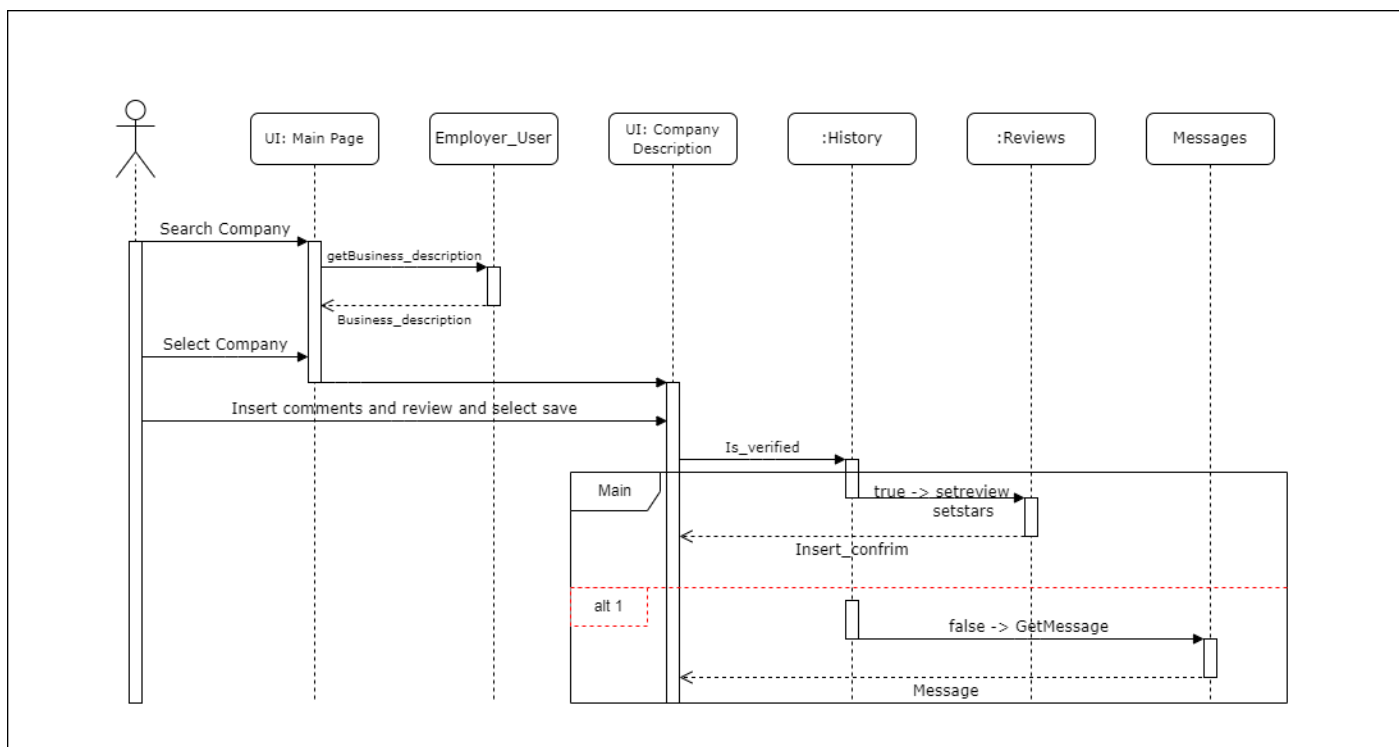 UI: Main Page
Employer_User
UI: Company
Description
:History
:Reviews
Messages
Search Company
getBusiness_description
Business_description
Select Company
Insert comments and review and select save
Is_verified
Main
true -> setreview
setstars
Insert_confrim
alt 1
false -> GetMessage
Message